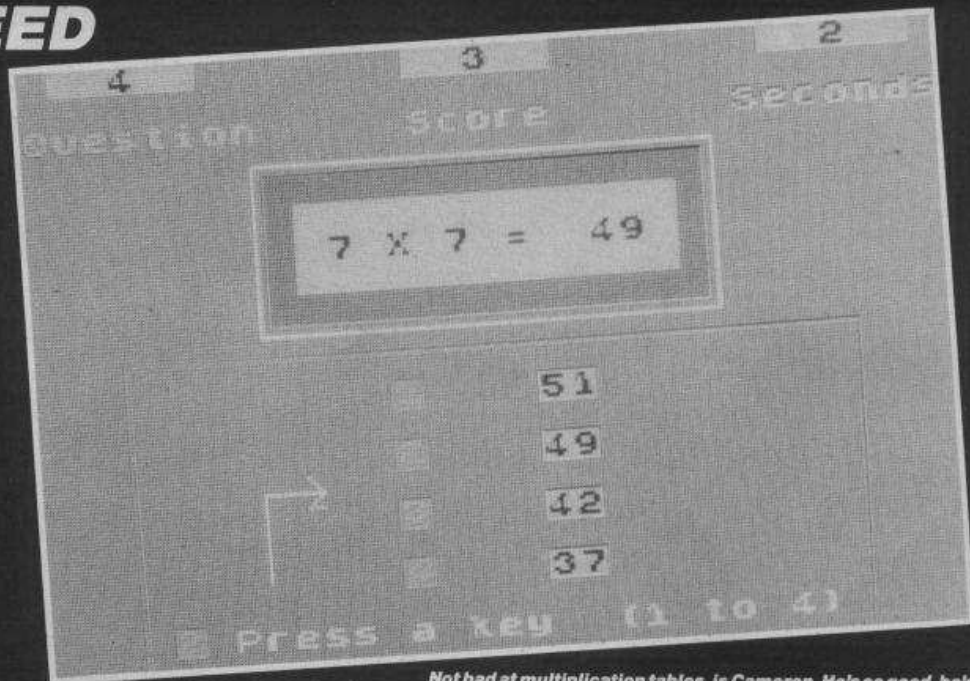 EED
4 3 2
Question Score Seconds
7 X 7 = 49
51
49
42
37
Press a key (1 to 4)
Not bad at multiplication tables, is Cameron. He's so good,